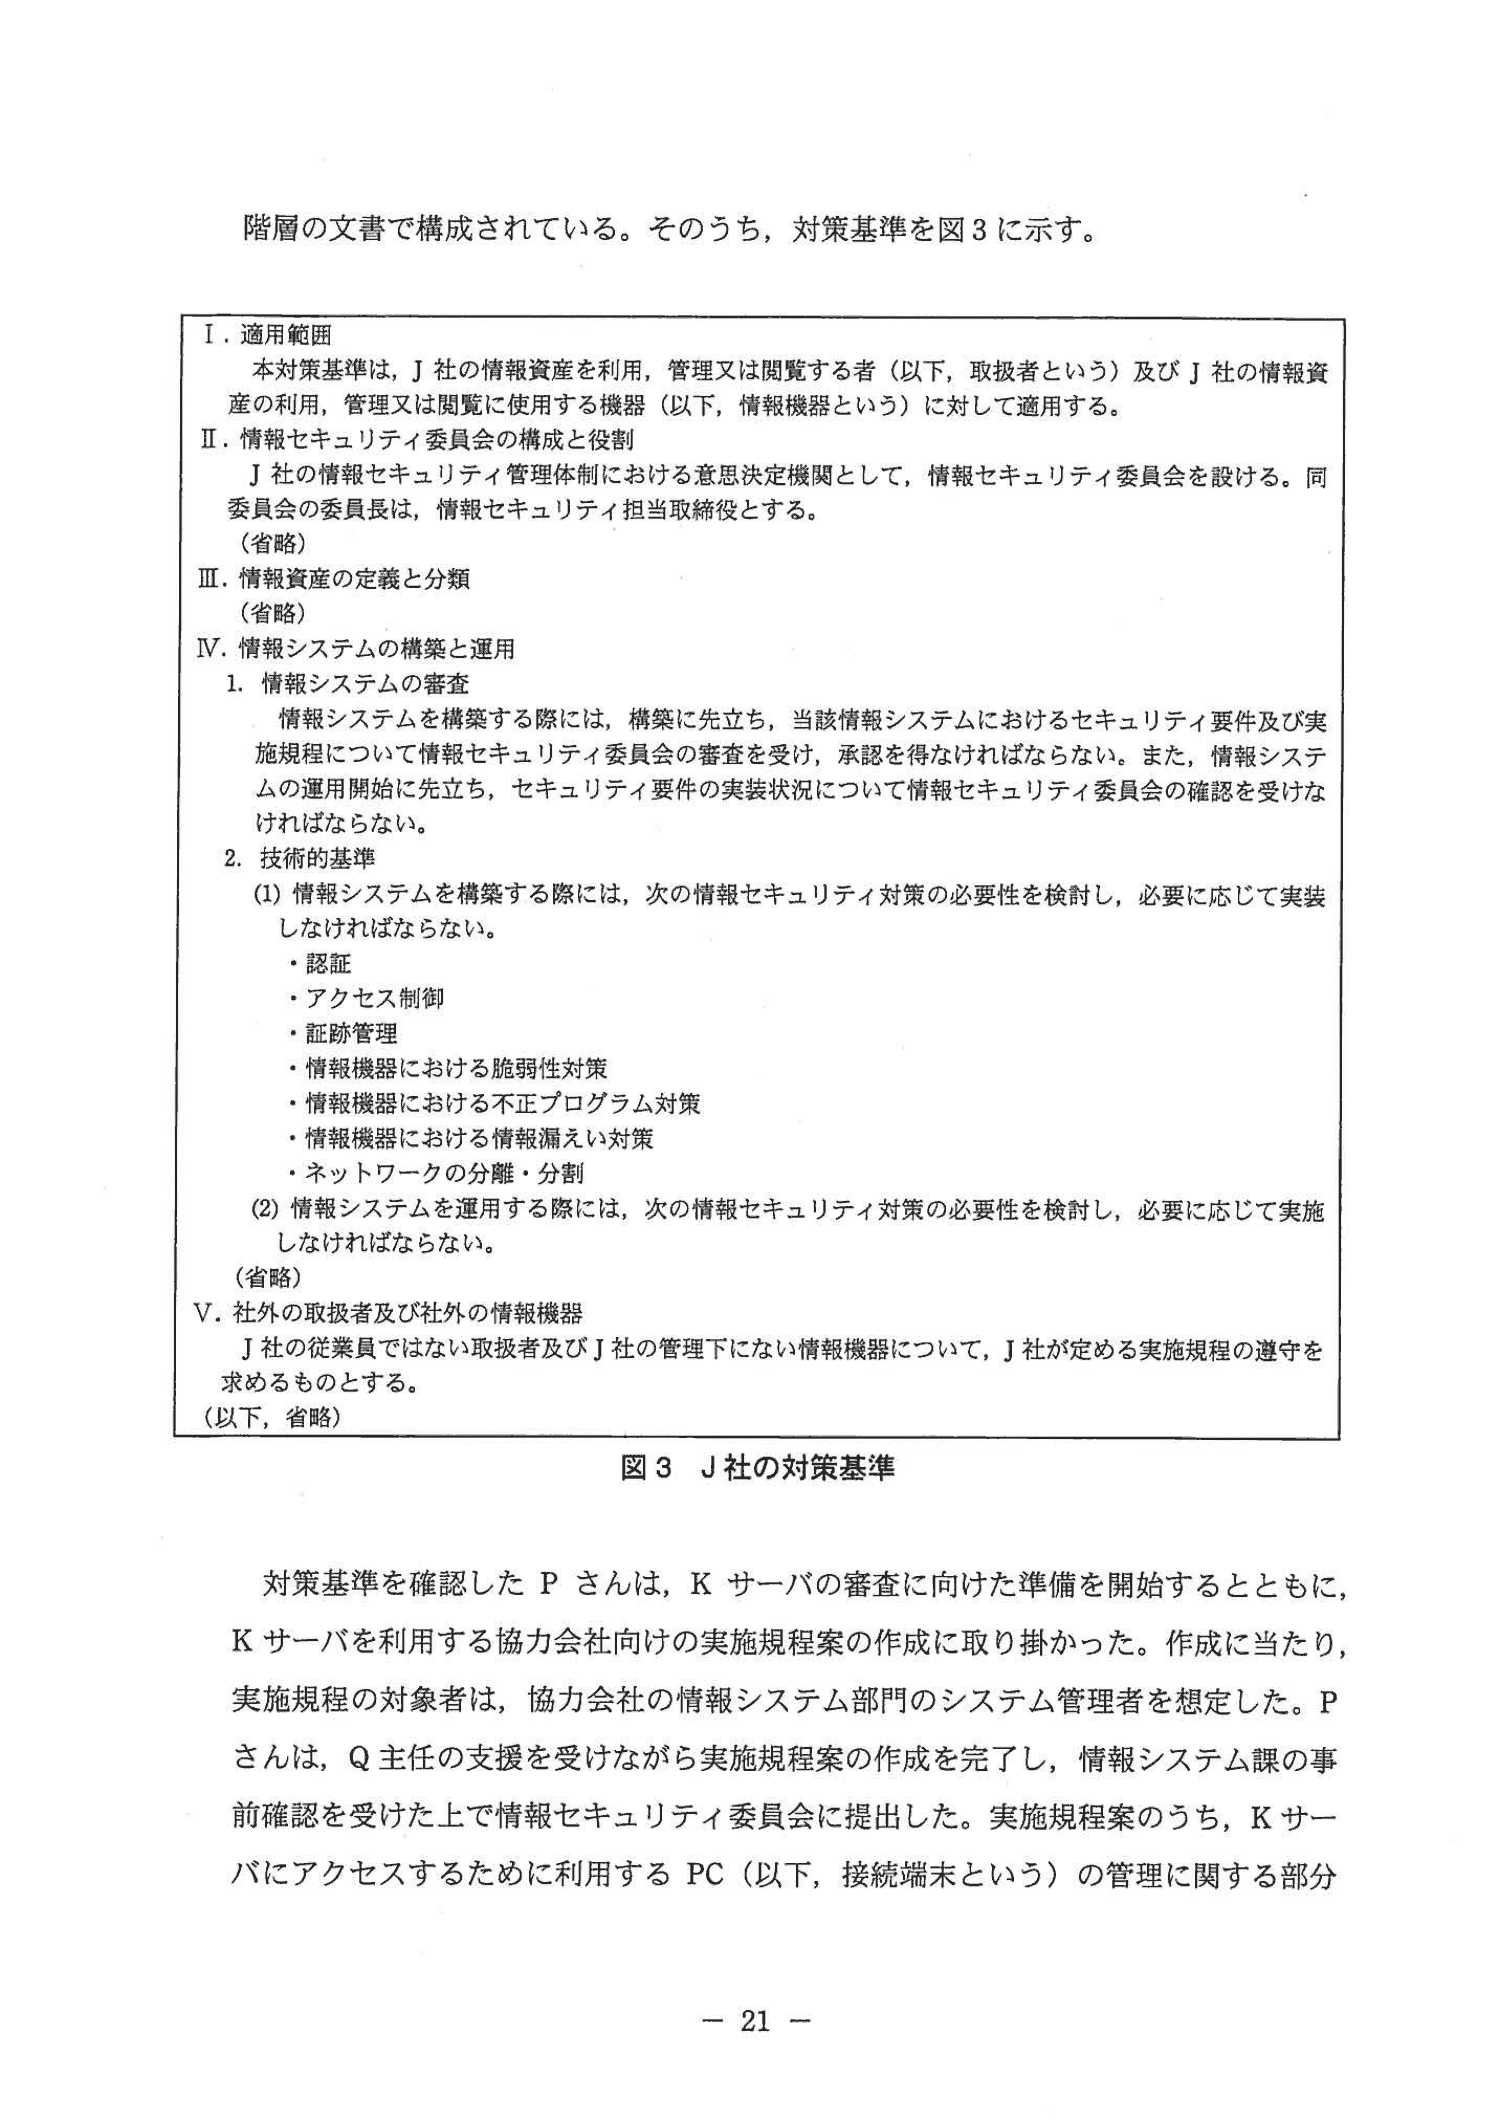 階層の文書で構成されている。そのうち，対策基準を図3に示す。
Ⅰ．適用範囲
本対策基準は，J 社の情報資産を利用，管理又は閲覧する者（以下，取扱者という）及び J 社の情報資
産の利用，管理又は閲覧に使用する機器（以下，情報機器という）に対して適用する。
Ⅱ．情報セキュリティ委員会の構成と役割
J 社の情報セキュリティ管理体制における意思決定機関として，情報セキュリティ委員会を設ける。同
委員会の委員長は，情報セキュリティ担当取締役とする。
（省略）
Ⅲ．情報資産の定義と分類
（省略）
Ⅳ．情報システムの構築と運用
1. 情報システムの審査
情報システムを構築する際には，構築に先立ち，当該情報システムにおけるセキュリティ要件及び実
施規程について情報セキュリティ委員会の審査を受け，承認を得なければならない。また，情報システ
ムの運用開始に先立ち，セキュリティ要件の実装状況について情報セキュリティ委員会の確認を受けな
ければならない。
2. 技術的基準
(1) 情報システムを構築する際には，次の情報セキュリティ対策の必要性を検討し，必要に応じて実装
しなければならない。
・認証
・アクセス制御
・証跡管理
・情報機器における脆弱性対策
・情報機器における不正プログラム対策
・情報機器における情報漏えい対策
・ネットワークの分離・分割
(2) 情報システムを運用する際には，次の情報セキュリティ対策の必要性を検討し，必要に応じて実施
しなければならない。
（省略）
Ⅴ．社外の取扱者及び社外の情報機器
J 社の従業員ではない取扱者及び J 社の管理下にない情報機器について，J 社が定める実施規程の遵守を
求めるものとする。
（以下，省略）
図3 J社の対策基準
対策基準を確認した P さんは，K サーバの審査に向けた準備を開始するとともに，
K サーバを利用する協力会社向けの実施規程案の作成に取り掛かった。作成に当たり，
実施規程の対象者は，協力会社の情報システム部門のシステム管理者を想定した。P
さんは，Q 主任の支援を受けながら実施規程案の作成を完了し，情報システム課の事
前確認を受けた上で情報セキュリティ委員会に提出した。実施規程案のうち，K サー
バにアクセスするために利用する PC（以下，接続端末という）の管理に関する部分
－ 21 －